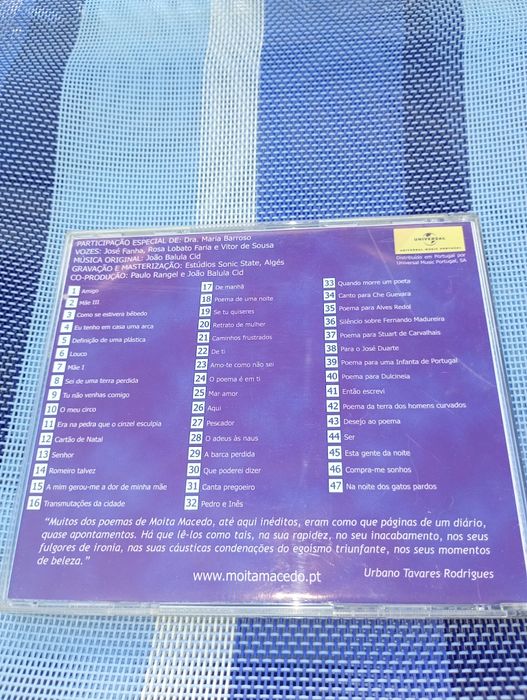 PARTICIPAÇÃO ESPECIAL DE: Dra. Maria Barroso
VOZES: José Fanha, Rosa Lobato Faria e Vitor de Sousa
MÚSICA ORIGINAL: João Balula Cid
GRAVAÇÃO E MASTERIZAÇÃO: Estúdios Sonic State, Algés
CO-PRODUÇÃO: Paulo Rangel e João Balula Cid
UNIVERSAL
UNIVERSAL MUSIC PORTUGAL
Distribuído em Portugal por
Universal Music Portugal, SA
1 Amigo
2 Mãe III
3 Como se estivera bêbedo
4 Eu tenho em casa uma arca
5 Definição de uma plástica
6 Louco
7 Mãe I
8 Sei de uma terra perdida
9 Tu não venhas comigo
10 O meu circo
11 Era na pedra que o cinzel esculpia
12 Cartão de Natal
13 Senhor
14 Romeiro talvez
15 A mim gerou-me a dor de minha mãe
16 Transmutações da cidade
17 De manhã
18 Poema de uma noite
19 Se tu quiseres
20 Retrato de mulher
21 Caminhos frustrados
22 De ti
23 Amo-te como não sei
24 O poema é em ti
25 Mar amor
26 Aqui
27 Pescador
28 O adeus às naus
29 A barca perdida
30 Que poderei dizer
31 Canta pregoeiro
32 Pedro e Inês
33 Quando morre um poeta
34 Canto para Che Guevara
35 Poema para Alves Redol
36 Silêncio sobre Fernando Madureira
37 Poema para Stuart de Carvalhais
38 Para o José Duarte
39 Poema para uma Infanta de Portugal
40 Poema para Dulcineia
41 Então escrevi
42 Poema da terra dos homens curvados
43 Desejo ao poema
44 Ser
45 Esta gente da noite
46 Compra-me sonhos
47 Na noite dos gatos pardos
"Muitos dos poemas de Moita Macedo, até aqui inéditos, eram como que páginas de um diário,
quase apontamentos. Há que lê-los como tais, na sua rapidez, no seu inacabamento, nos seus
fulgores de ironia, nas suas cáusticas condenações do egoísmo triunfante, nos seus momentos
de beleza."
www.moitamacedo.pt
Urbano Tavares Rodrigues